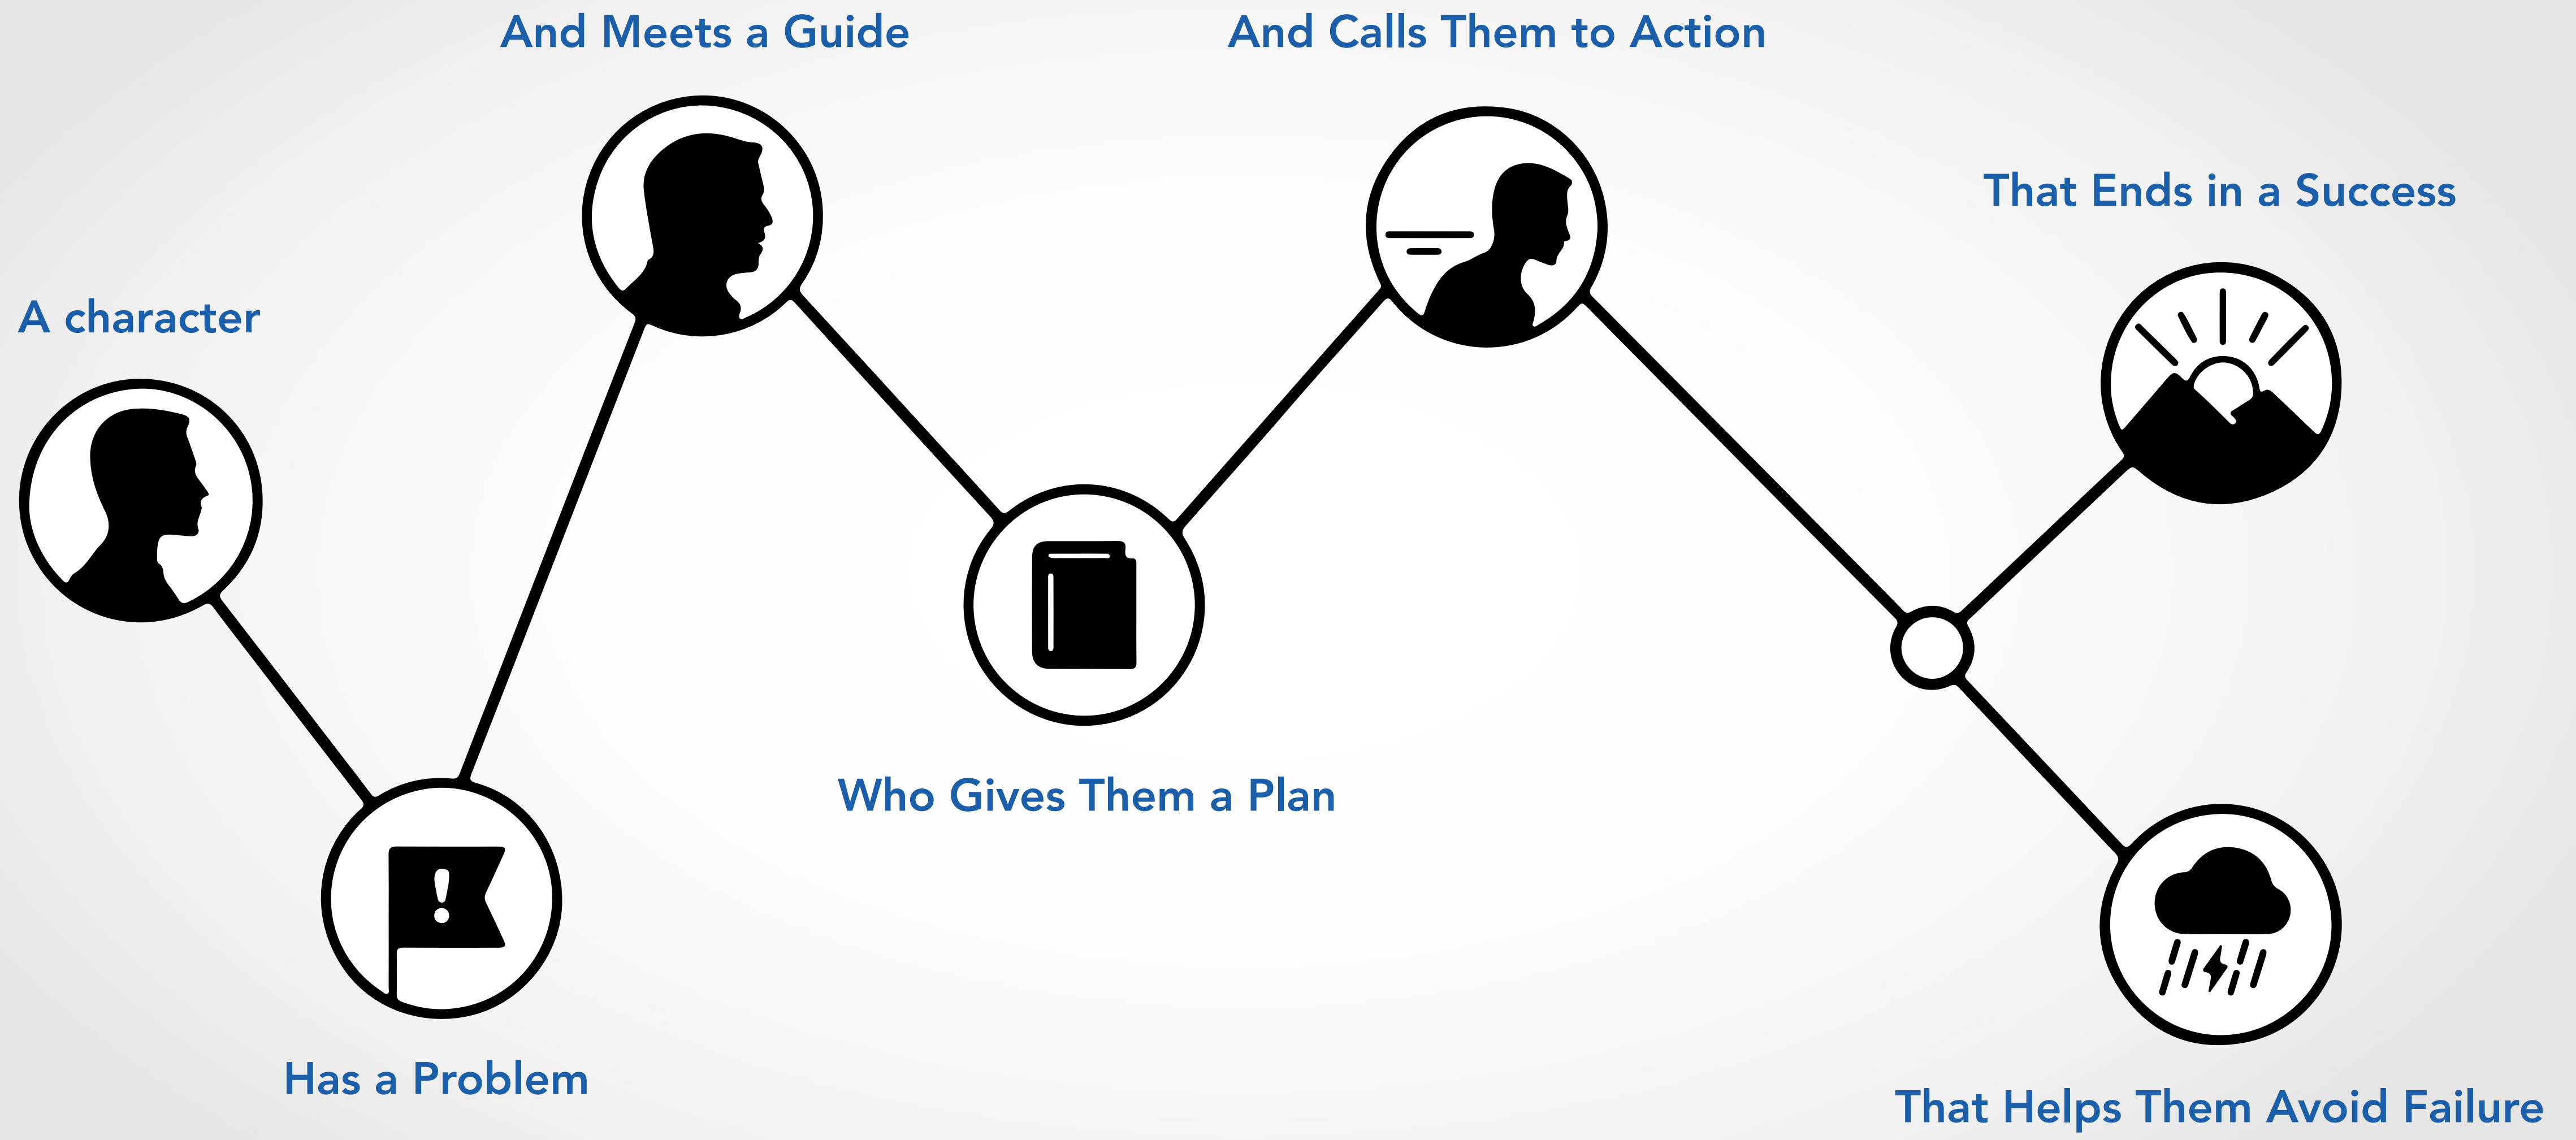 A character
Has a Problem
And Meets a Guide
Who Gives Them a Plan
And Calls Them to Action
That Ends in a Success
That Helps Them Avoid Failure